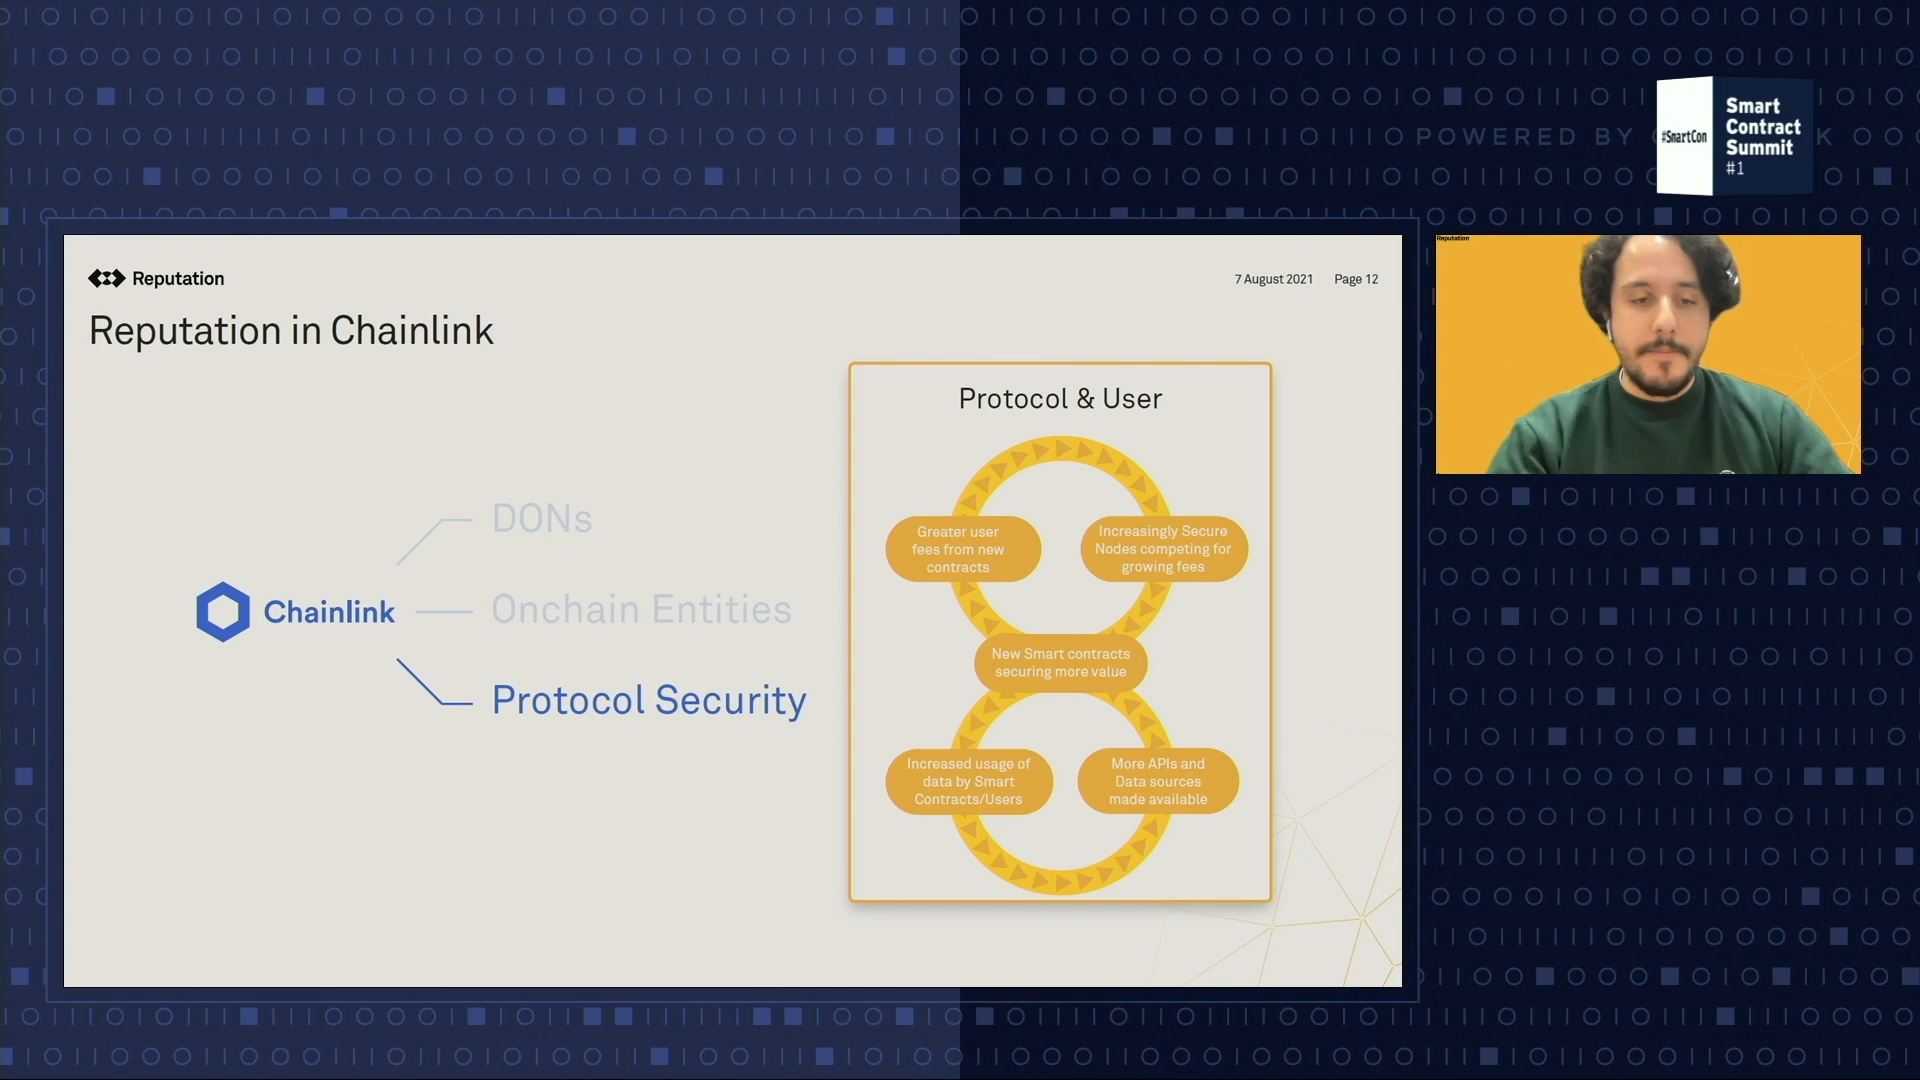 POWERED BY
#SmartCon
Smart
Contract
Summit
#1
Reputation
7 August 2021
Page 12
Reputation in Chainlink
Chainlink
DONs
Onchain Entities
Protocol Security
Protocol & User
Greater user
fees from new
contracts
Increasingly Secure
Nodes competing for
growing fees
New Smart contracts
securing more value
Increased usage of
data by Smart
Contracts/Users
More APIs and
Data sources
made available
Reputation